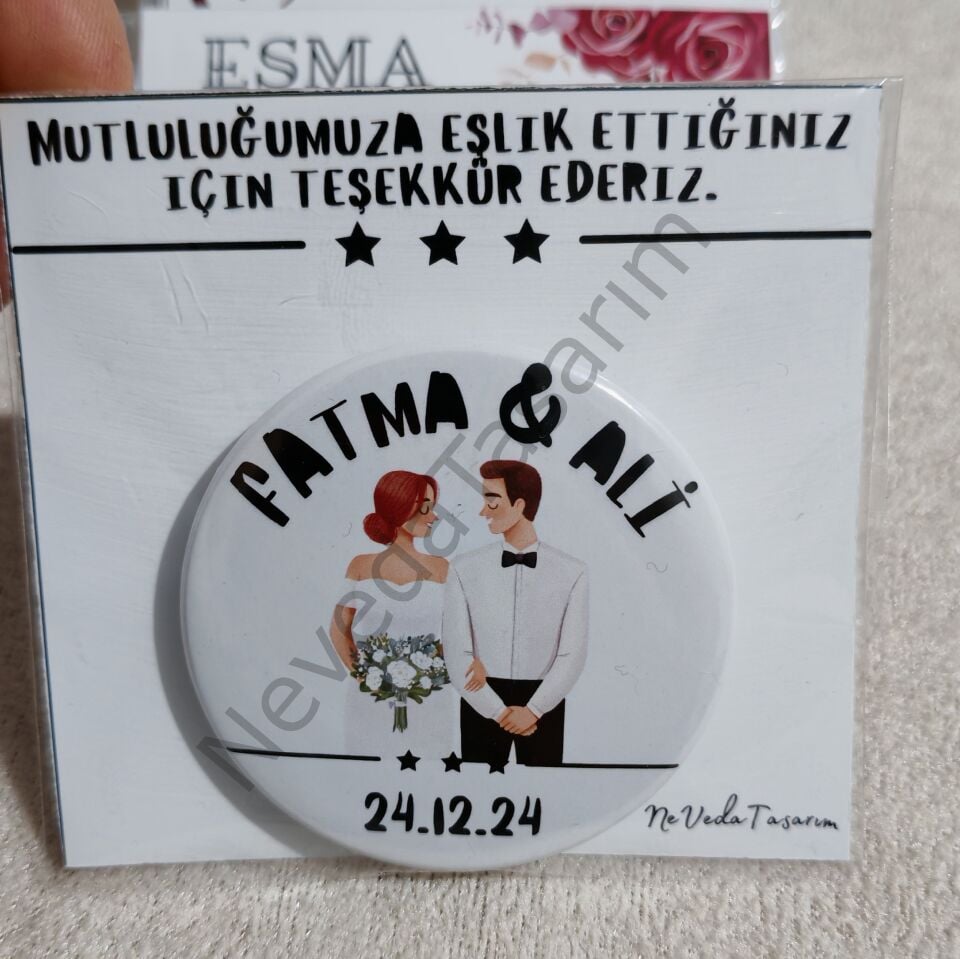 ESMA
MUTLULUĞUMUZA EŞLIK ETTIĞINIZ
IÇIN TEŞEKKÜR EDERIZ.
FATMA & ALİ
24.12.24
NeVedaTasarım
NevedaTasarım